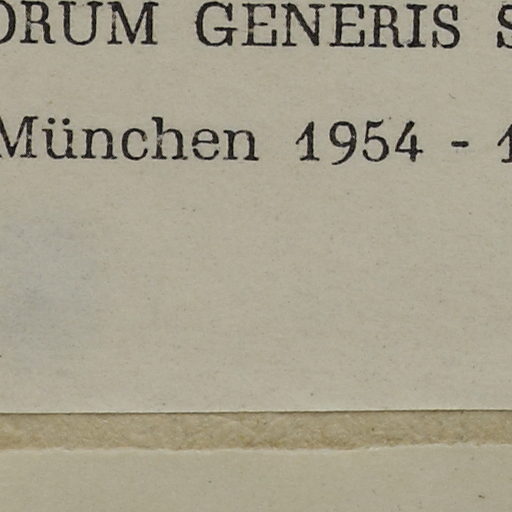 ORUM GENERIS S
München 1954 - 1